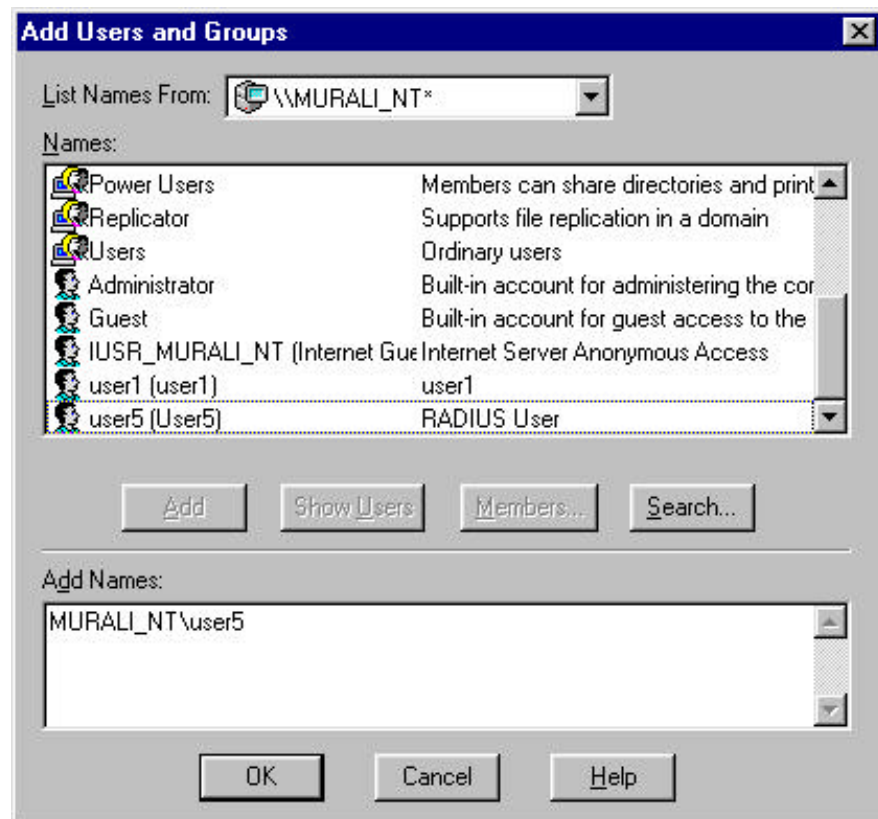 Add Users and Groups
List Names From: \\MURALI_NT*
Names:
Power Users Members can share directories and print
Replicator Supports file replication in a domain
Users Ordinary users
Administrator Built-in account for administering the cor
Guest Built-in account for guest access to the
IUSR_MURALI_NT (Internet Gue Internet Server Anonymous Access
user1 (user1) user1
user5 (User5) RADIUS User
Add Show Users Members... Search...
Add Names:
MURALI_NT\user5
OK Cancel Help